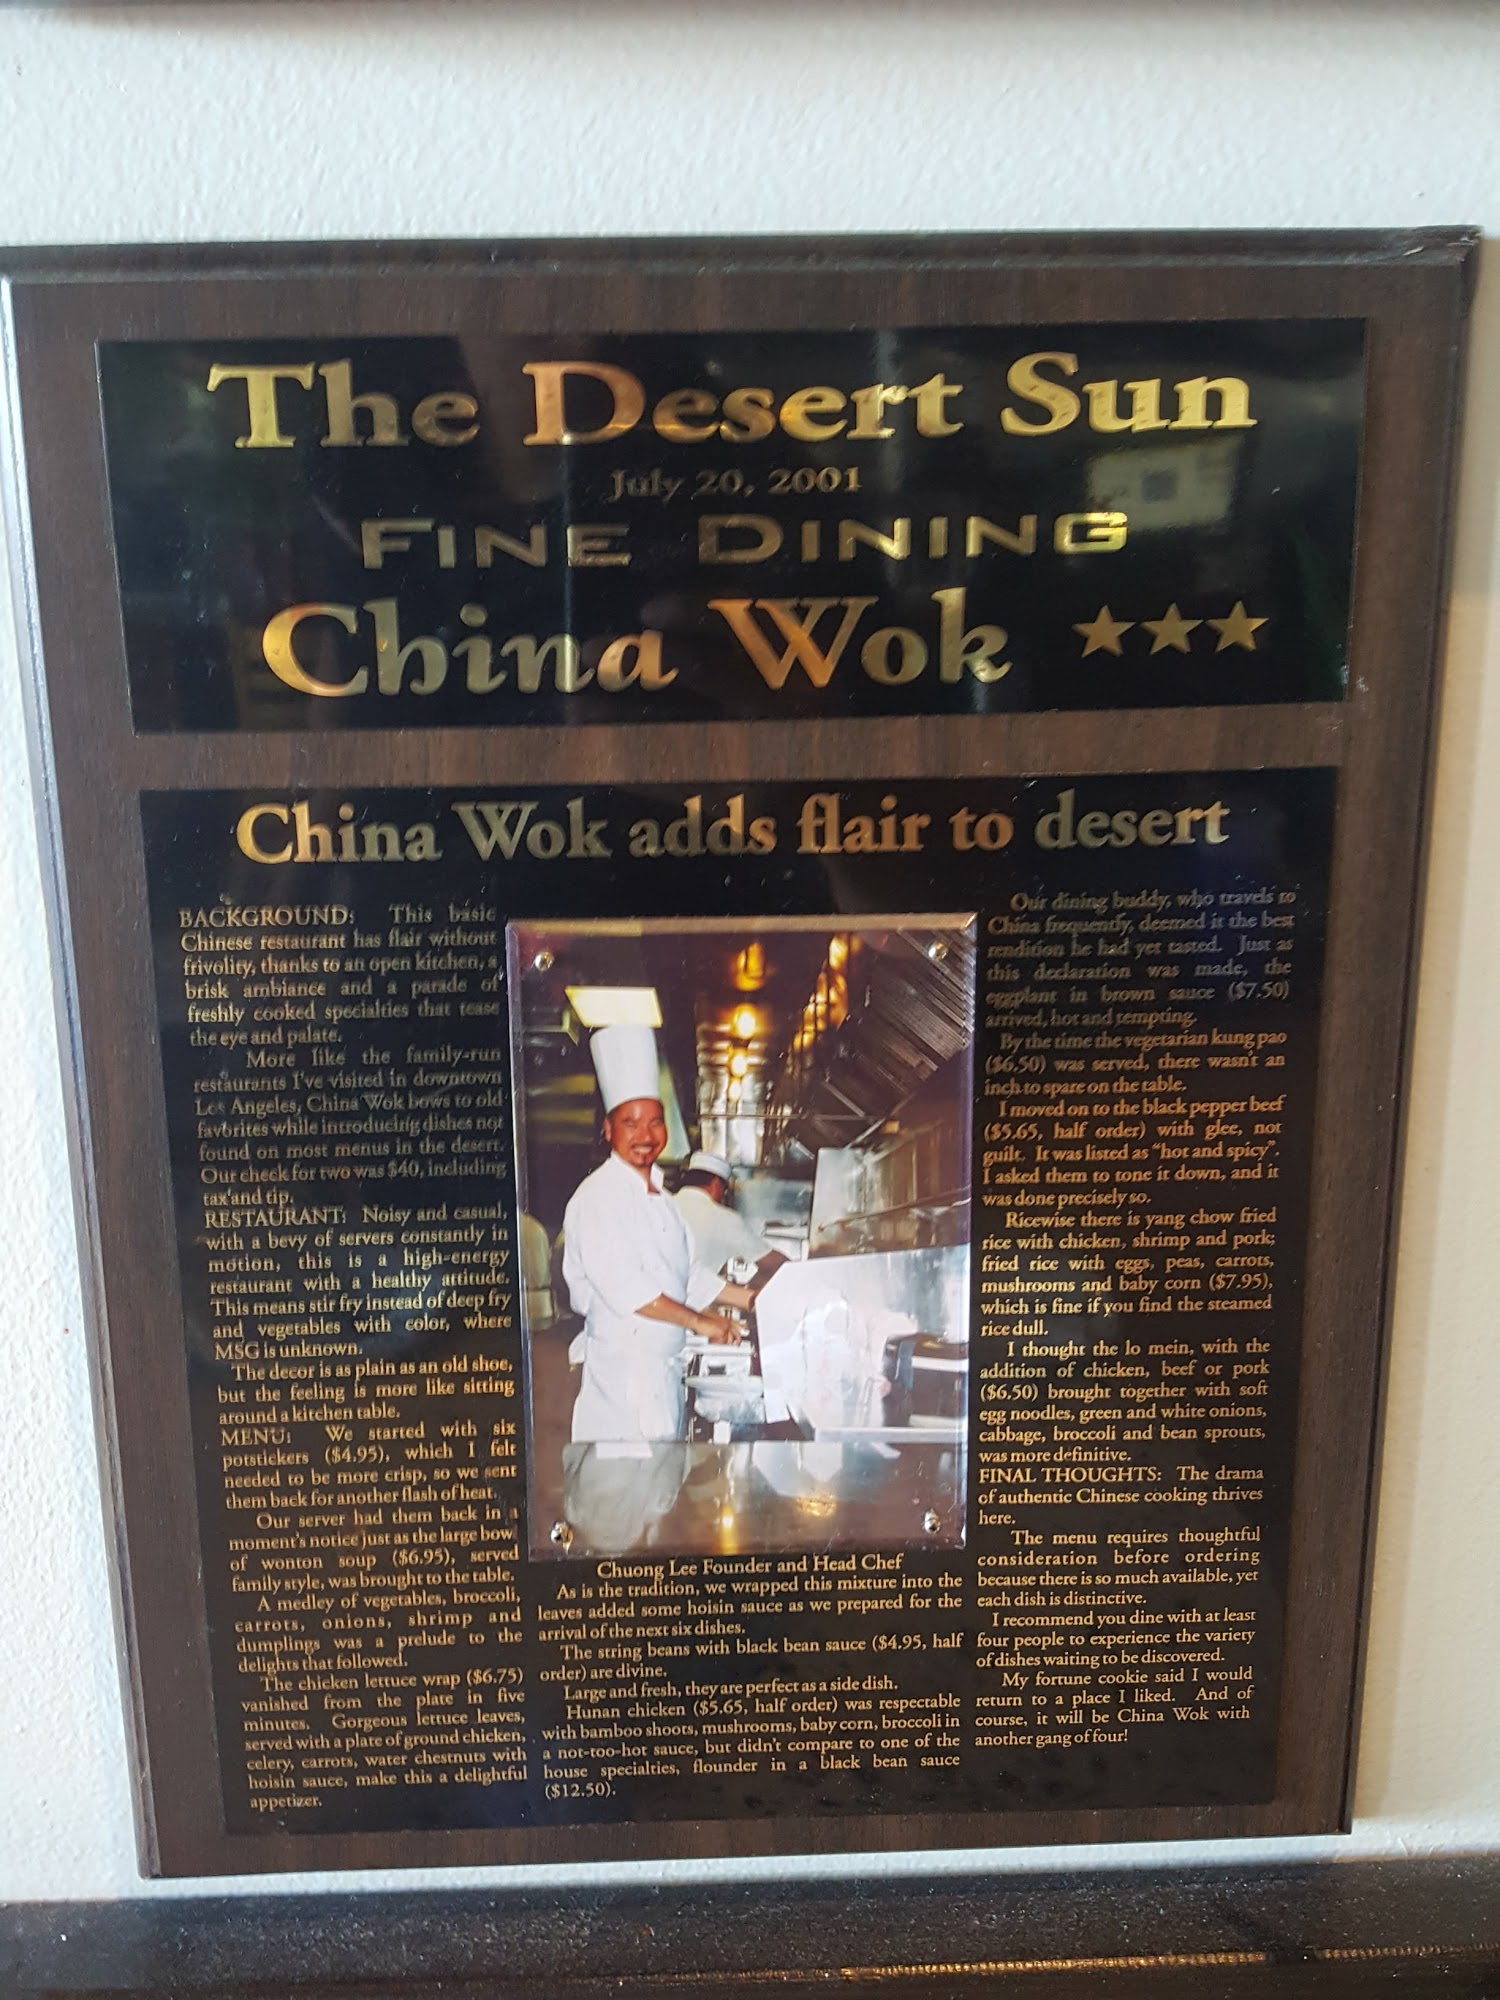 The Desert Sun
July 20, 2001
FINE DINING
China Wok ★★★
China Wok adds flair to desert
BACKGROUND: This basic
Chinese restaurant has flair without
frivolity, thanks to an open kitchen, a
brisk ambiance and a parade of
freshly cooked specialties that tease
the eye and palate.
More like the family-run
restaurants I've visited in downtown
Los Angeles, China Wok bows to old
favorites while introducing dishes not
found on most menus in the desert.
Our check for two was $40, including
tax and tip.
RESTAURANT: Noisy and casual,
with a bevy of servers constantly in
motion, this is a high-energy
restaurant with a healthy attitude.
This means stir fry instead of deep fry
and vegetables with color, where
MSG is unknown.
The decor is as plain as an old shoe,
but the feeling is more like sitting
around a kitchen table.
MENU: We started with six
potstickers ($4.95), which I felt
needed to be more crisp, so we sent
them back for another flash of heat.
Our server had them back in a
moment's notice just as the large bowl
of wonton soup ($6.95), served
family style, was brought to the table.
A medley of vegetables, broccoli,
carrots, onions, shrimp and
dumplings was a prelude to the
delights that followed.
The chicken lettuce wrap ($6.75)
vanished from the plate in five
minutes. Gorgeous lettuce leaves,
served with a plate of ground chicken,
celery, carrots, water chestnuts with
hoisin sauce, make this a delightful
appetizer.
Chuong Lee Founder and Head Chef
As is the tradition, we wrapped this mixture into the
leaves added some hoisin sauce as we prepared for the
arrival of the next six dishes.
The string beans with black bean sauce ($4.95, half
order) are divine.
Large and fresh, they are perfect as a side dish.
Hunan chicken ($5.65, half order) was respectable
with bamboo shoots, mushrooms, baby corn, broccoli in
a not-too-hot sauce, but didn't compare to one of the
house specialties, flounder in a black bean sauce
($12.50).
Our dining buddy, who travels to
China frequently, deemed it the best
rendition he had yet tasted. Just as
this declaration was made, the
eggplant in brown sauce ($7.50)
arrived, hot and tempting.
By the time the vegetarian kung pao
($6.50) was served, there wasn't an
inch to spare on the table.
I moved on to the black pepper beef
($5.65, half order) with glee, not
guilt. It was listed as "hot and spicy".
I asked them to tone it down, and it
was done precisely so.
Ricewise there is yang chow fried
rice with chicken, shrimp and pork;
fried rice with eggs, peas, carrots,
mushrooms and baby corn ($7.95),
which is fine if you find the steamed
rice dull.
I thought the lo mein, with the
addition of chicken, beef or pork
($6.50) brought together with soft
egg noodles, green and white onions,
cabbage, broccoli and bean sprouts,
was more definitive.
FINAL THOUGHTS: The drama
of authentic Chinese cooking thrives
here.
The menu requires thoughtful
consideration before ordering
because there is so much available, yet
each dish is distinctive.
I recommend you dine with at least
four people to experience the variety
of dishes waiting to be discovered.
My fortune cookie said I would
return to a place I liked. And of
course, it will be China Wok with
another gang of four!